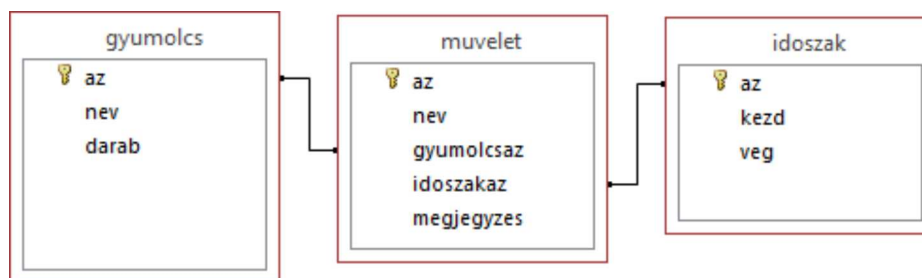 gyumolcs
az
nev
darab
muvelet
az
nev
gyumolcsaz
idoszakaz
megjegyzes
idoszak
az
kezd
veg